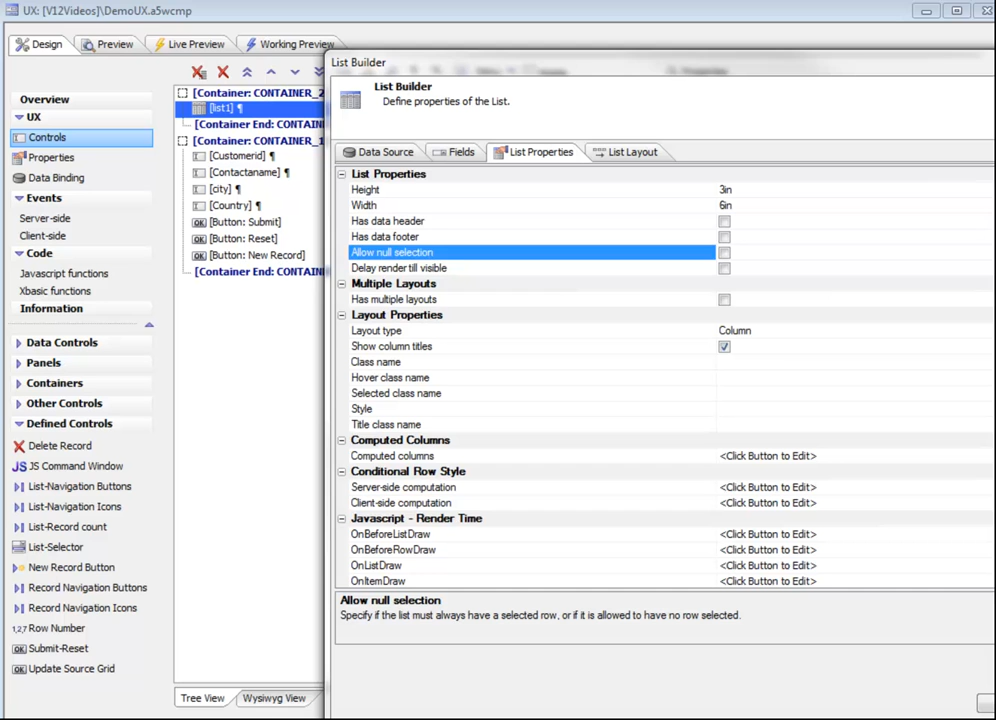 UX: [V12Videos]\DemoUX.a5wcmp
Design
Preview
Live Preview
Working Preview
Overview
UX
Controls
Properties
Data Binding
Events
Server-side
Client-side
Code
Javascript functions
Xbasic functions
Information
Data Controls
Panels
Containers
Other Controls
Defined Controls
Delete Record
JS Command Window
List-Navigation Buttons
List-Navigation Icons
List-Record count
List-Selector
New Record Button
Record Navigation Buttons
Record Navigation Icons
1,2,7 Row Number
OK Submit-Reset
OK Update Source Grid
[Container: CONTAINER_2
[list1] ¶
[Container End: CONTAIN
[Container: CONTAINER_1
[Customerid] ¶
[Contactaname] ¶
[city] ¶
[Country] ¶
OK [Button: Submit]
OK [Button: Reset]
OK [Button: New Record]
[Container End: CONTAIN
Tree View
Wysiwyg View
List Builder
List Builder
Define properties of the List.
Data Source
Fields
List Properties
List Layout
List Properties
Height 3in
Width 6in
Has data header
Has data footer
Allow null selection
Delay render till visible
Multiple Layouts
Has multiple layouts
Layout Properties
Layout type Column
Show column titles
Class name
Hover class name
Selected class name
Style
Title class name
Computed Columns
Computed columns <Click Button to Edit>
Conditional Row Style
Server-side computation <Click Button to Edit>
Client-side computation <Click Button to Edit>
Javascript - Render Time
OnBeforeListDraw <Click Button to Edit>
OnBeforeRowDraw <Click Button to Edit>
OnListDraw <Click Button to Edit>
OnItemDraw <Click Button to Edit>
Allow null selection
Specify if the list must always have a selected row, or if it is allowed to have no row selected.